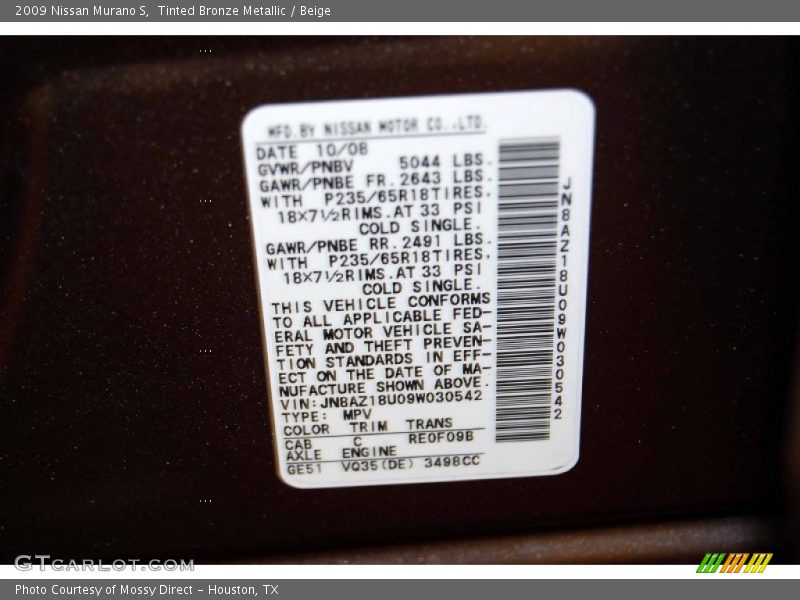 2009 Nissan Murano S,  Tinted Bronze Metallic / Beige
MFD.BY NISSAN MOTOR CO.,LTD.
DATE 10/08
GVWR/PNBV 5044 LBS.
GAWR/PNBE FR. 2643 LBS.
WITH P235/65R18TIRES.
18X7½RIMS.AT 33 PSI
COLD SINGLE.
GAWR/PNBE RR. 2491 LBS.
WITH P235/65R18TIRES.
18X7½RIMS.AT 33 PSI
COLD SINGLE.
THIS VEHICLE CONFORMS
TO ALL APPLICABLE FED-
ERAL MOTOR VEHICLE SA-
FETY AND THEFT PREVEN-
TION STANDARDS IN EFF-
ECT ON THE DATE OF MA-
NUFACTURE SHOWN ABOVE.
VIN:JN8AZ18U09W030542
TYPE: MPV
COLOR TRIM TRANS
CAB C RE0F09B
AXLE ENGINE
GE51 VQ35(DE) 3498CC
JN8AZ18U09W030542
GTCARLOT.COM
Photo Courtesy of Mossy Direct - Houston, TX